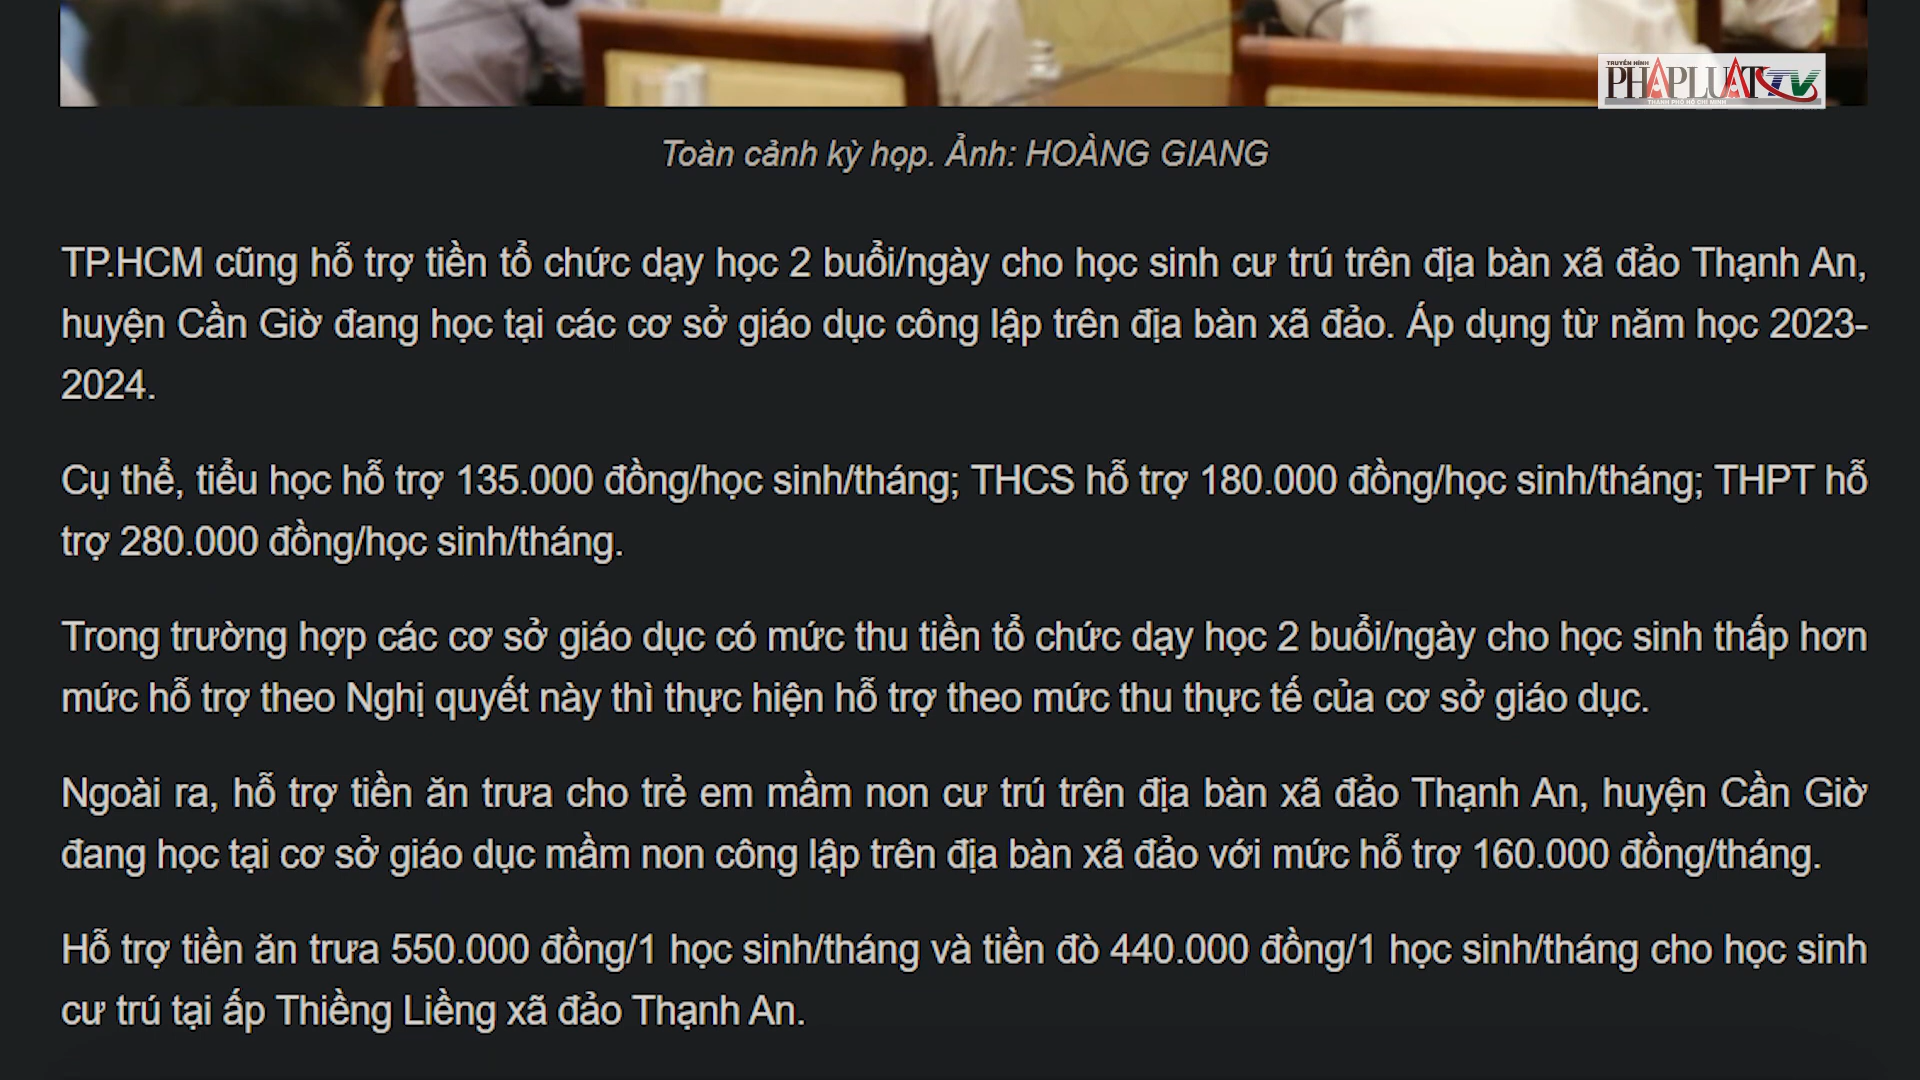 TRUYỀN HÌNH
PHÁP LUẬT TV
THÀNH PHỐ HỒ CHÍ MINH
Toàn cảnh kỳ họp. Ảnh: HOÀNG GIANG
TP.HCM cũng hỗ trợ tiền tổ chức dạy học 2 buổi/ngày cho học sinh cư trú trên địa bàn xã đảo Thạnh An,
huyện Cần Giờ đang học tại các cơ sở giáo dục công lập trên địa bàn xã đảo. Áp dụng từ năm học 2023-
2024.
Cụ thể, tiểu học hỗ trợ 135.000 đồng/học sinh/tháng; THCS hỗ trợ 180.000 đồng/học sinh/tháng; THPT hỗ
trợ 280.000 đồng/học sinh/tháng.
Trong trường hợp các cơ sở giáo dục có mức thu tiền tổ chức dạy học 2 buổi/ngày cho học sinh thấp hơn
mức hỗ trợ theo Nghị quyết này thì thực hiện hỗ trợ theo mức thu thực tế của cơ sở giáo dục.
Ngoài ra, hỗ trợ tiền ăn trưa cho trẻ em mầm non cư trú trên địa bàn xã đảo Thạnh An, huyện Cần Giờ
đang học tại cơ sở giáo dục mầm non công lập trên địa bàn xã đảo với mức hỗ trợ 160.000 đồng/tháng.
Hỗ trợ tiền ăn trưa 550.000 đồng/1 học sinh/tháng và tiền đò 440.000 đồng/1 học sinh/tháng cho học sinh
cư trú tại ấp Thiềng Liềng xã đảo Thạnh An.